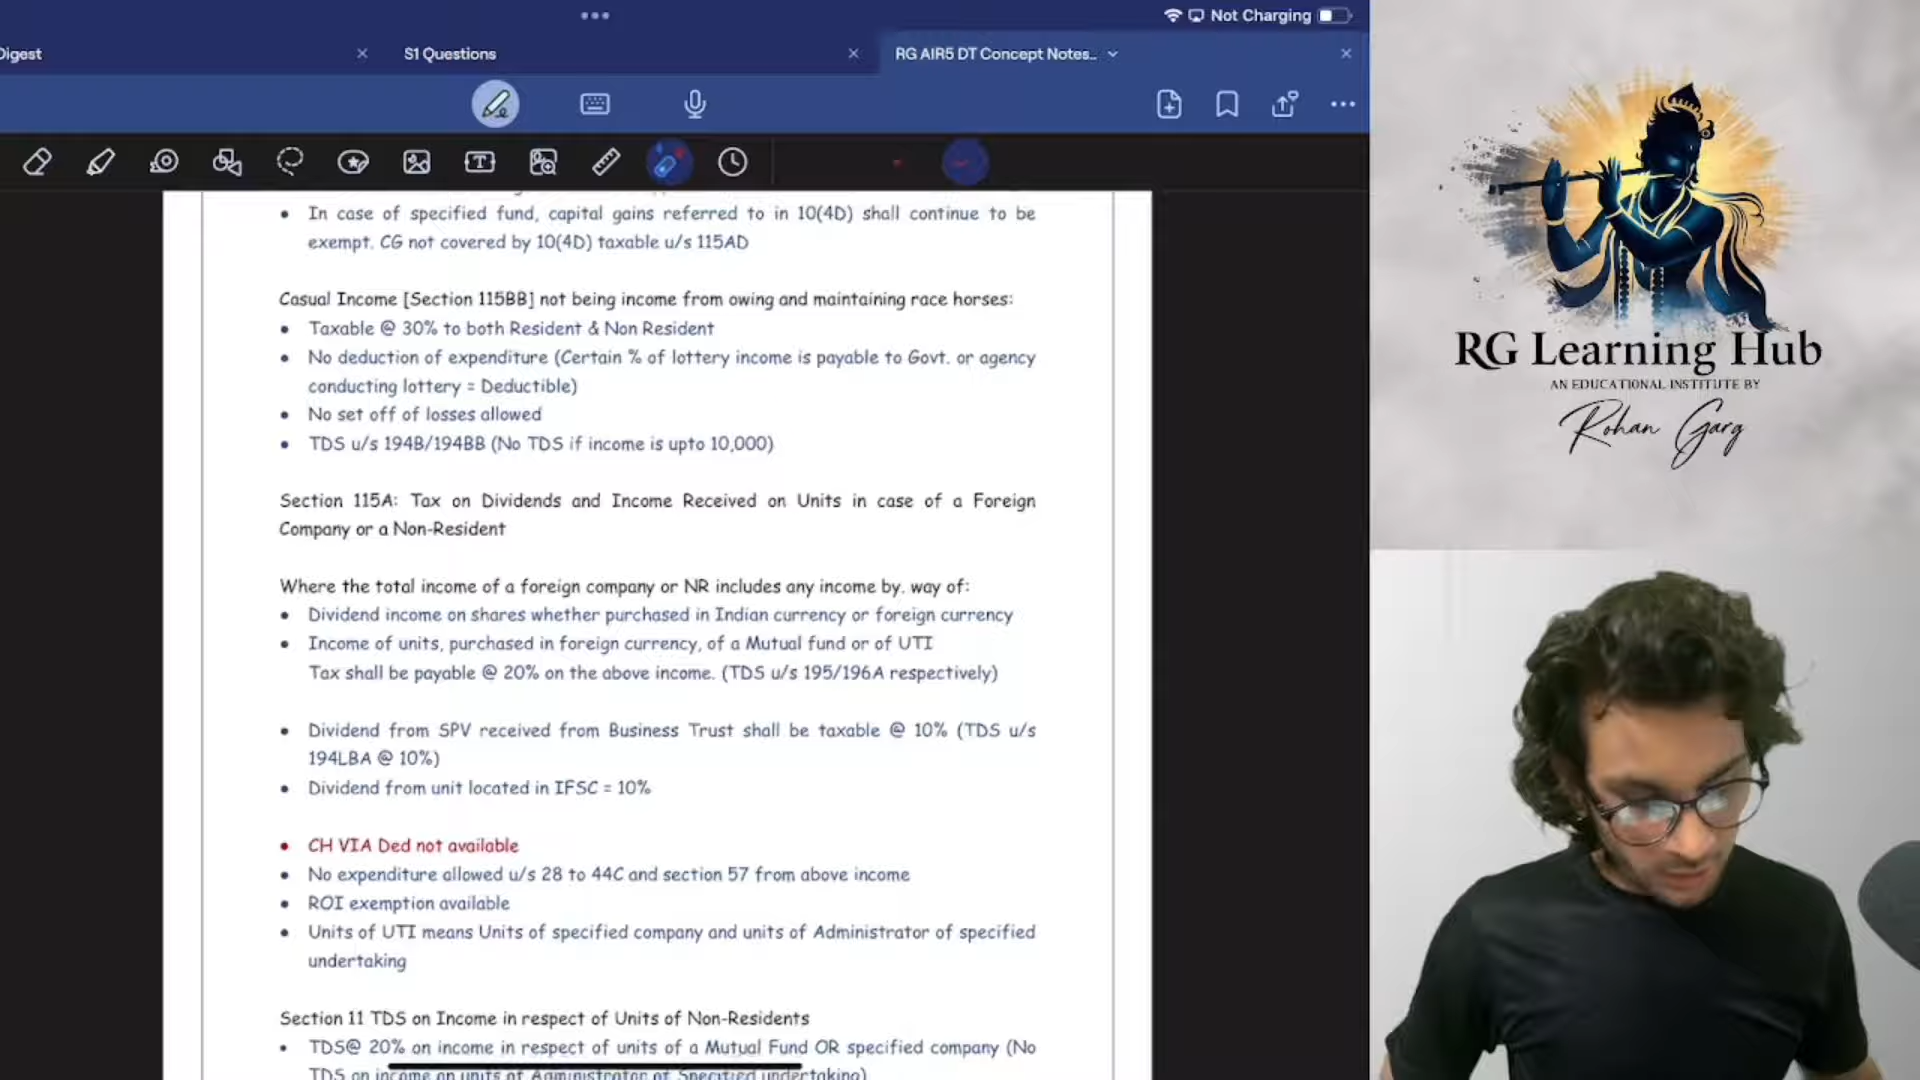 Not Charging
Digest
S1 Questions
RG AIR5 DT Concept Notes..
In case of specified fund, capital gains referred to in 10(4D) shall continue to be
exempt. CG not covered by 10(4D) taxable u/s 115AD
Casual Income [Section 115BB] not being income from owing and maintaining race horses:
• Taxable @ 30% to both Resident & Non Resident
• No deduction of expenditure (Certain % of lottery income is payable to Govt. or agency
conducting lottery = Deductible)
• No set off of losses allowed
• TDS u/s 194B/194BB (No TDS if income is upto 10,000)
Section 115A: Tax on Dividends and Income Received on Units in case of a Foreign
Company or a Non-Resident
Where the total income of a foreign company or NR includes any income by. way of:
• Dividend income on shares whether purchased in Indian currency or foreign currency
• Income of units, purchased in foreign currency, of a Mutual fund or of UTI
Tax shall be payable @ 20% on the above income. (TDS u/s 195/196A respectively)
• Dividend from SPV received from Business Trust shall be taxable @ 10% (TDS u/s
194LBA @ 10%)
• Dividend from unit located in IFSC = 10%
• CH VIA Ded not available
• No expenditure allowed u/s 28 to 44C and section 57 from above income
• ROI exemption available
• Units of UTI means Units of specified company and units of Administrator of specified
undertaking
Section 11 TDS on Income in respect of Units of Non-Residents
• TDS@ 20% on income in respect of units of a Mutual Fund OR specified company (No
TDS on income on units of Administrator of Specified undertaking)
RG Learning Hub
AN EDUCATIONAL INSTITUTE BY
Rohan Garg